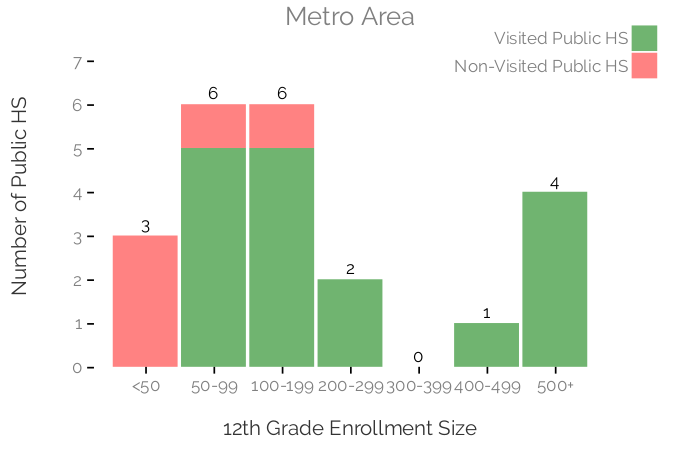 Metro Area
Visited Public HS
Non-Visited Public HS
Number of Public HS
7
6
5
4
3
2
1
0
3
6
6
2
0
1
4
<50 50-99 100-199 200-299 300-399 400-499 500+
12th Grade Enrollment Size